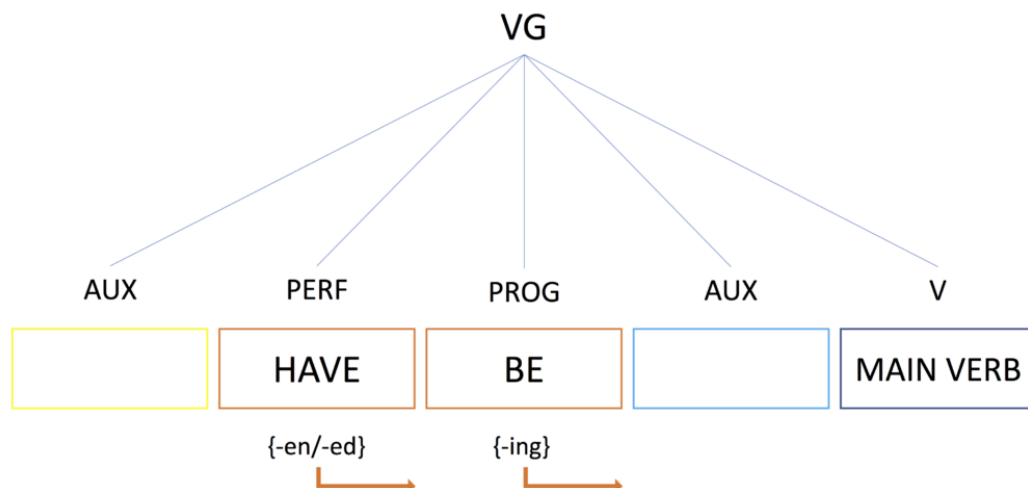 VG
AUX PERF PROG AUX V
HAVE BE MAIN VERB
{-en/-ed} {-ing}